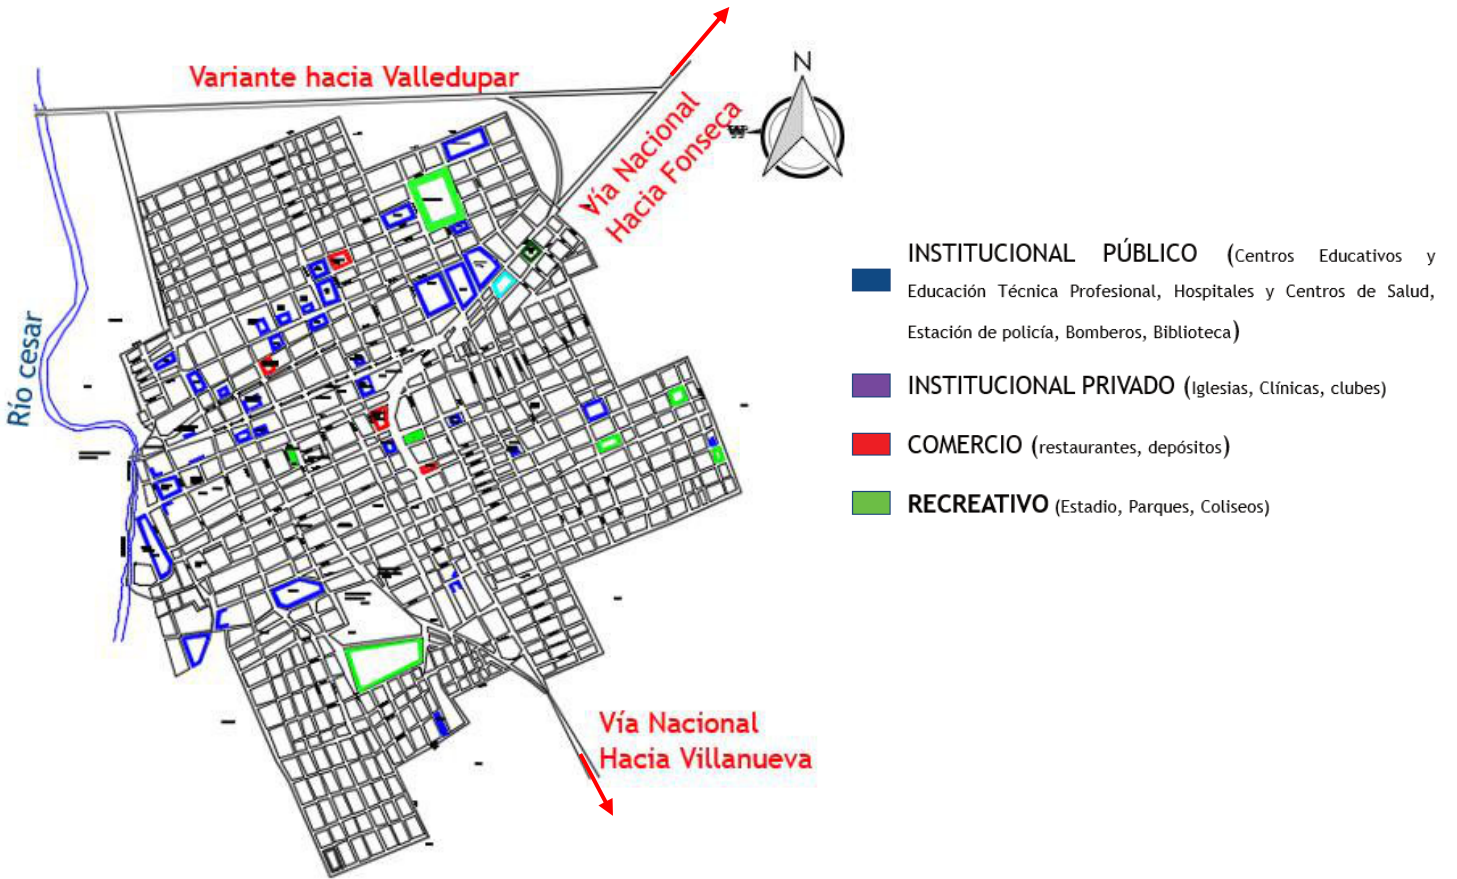 Variante hacia Valledupar
Vía Nacional
Hacia Fonseca
N
W
Río cesar
Vía Nacional
Hacia Villanueva
INSTITUCIONAL PÚBLICO (Centros Educativos y
Educación Técnica Profesional, Hospitales y Centros de Salud,
Estación de policía, Bomberos, Biblioteca)
INSTITUCIONAL PRIVADO (Iglesias, Clínicas, clubes)
COMERCIO (restaurantes, depósitos)
RECREATIVO (Estadio, Parques, Coliseos)